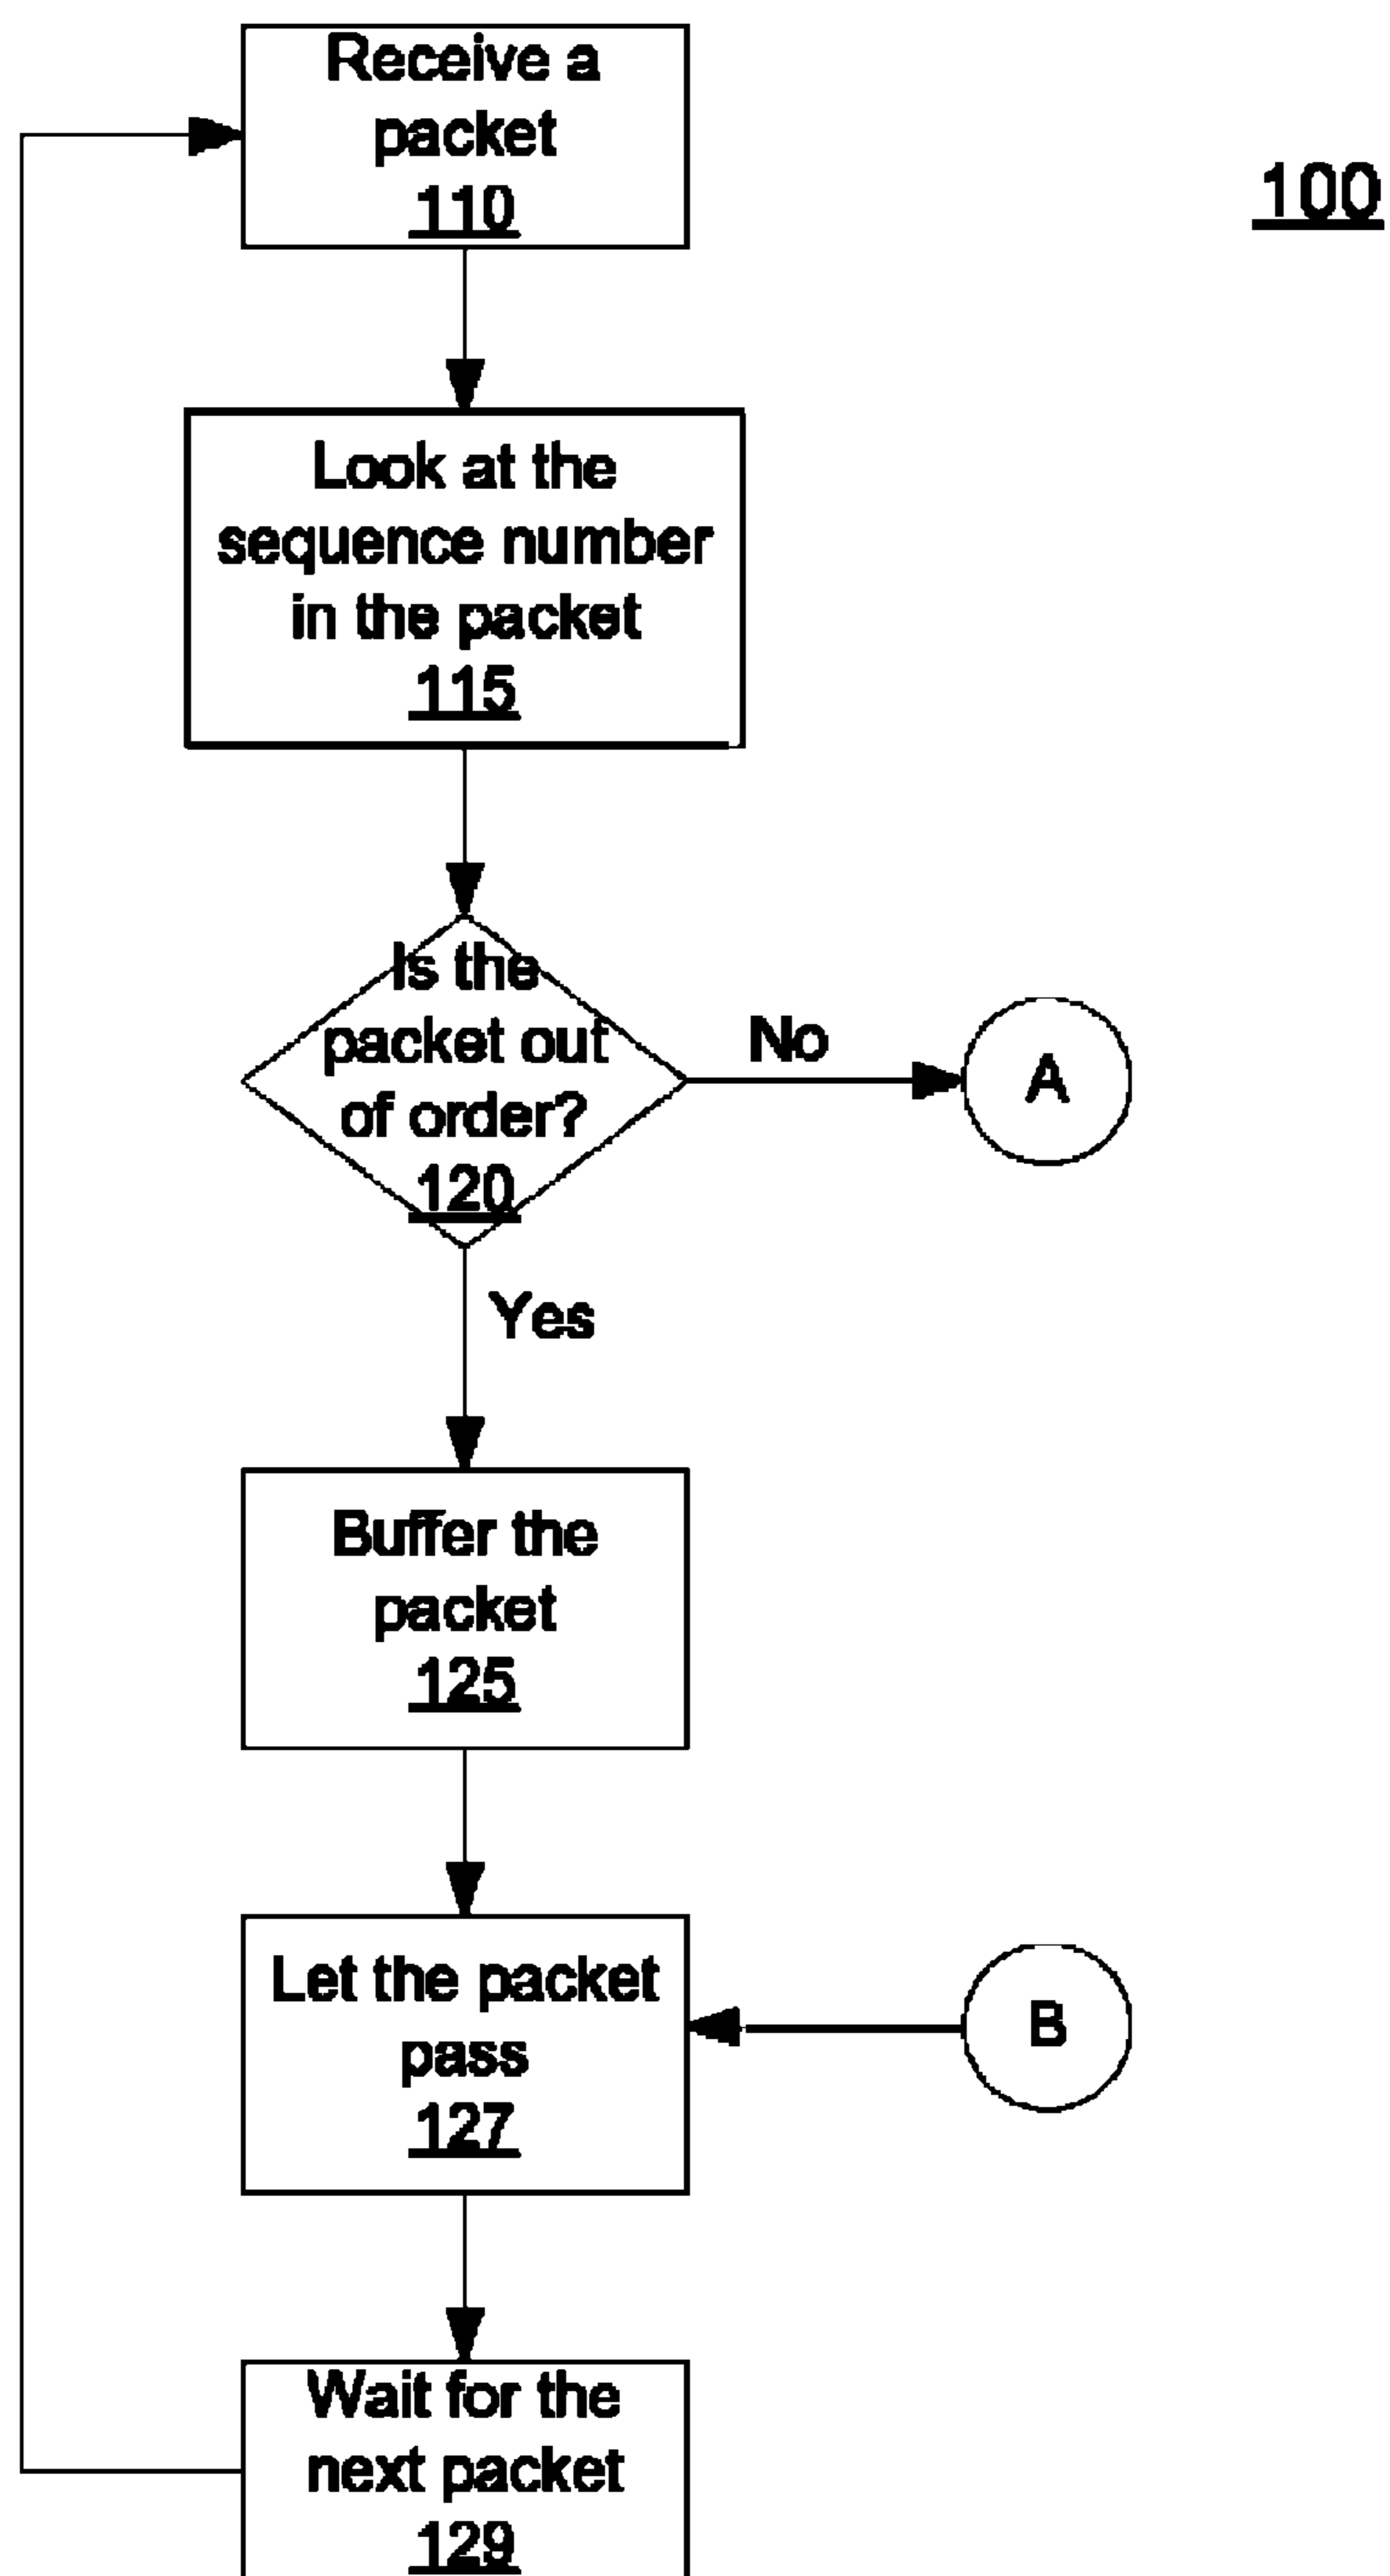 Receive a
packet
110
100
Look at the
sequence number
in the packet
115
Is the
packet out
of order?
120
No
A
Yes
Buffer the
packet
125
Let the packet
pass
127
B
Wait for the
next packet
129